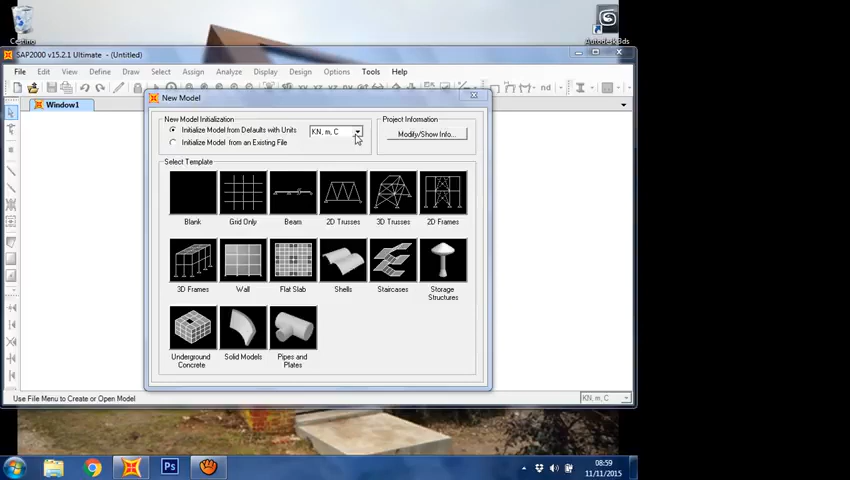 Cestino
Autodesk 3ds
SAP2000 v15.2.1 Ultimate - (Untitled)
File Edit View Define Draw Select Assign Analyze Display Design Options Tools Help
Window1
New Model
New Model Initialization
Project Information
Initialize Model from Defaults with Units
KN, m, C
Modify/Show Info...
Initialize Model from an Existing File
Select Template
Blank Grid Only Beam 2D Trusses 3D Trusses 2D Frames
3D Frames Wall Flat Slab Shells Staircases Storage
Structures
Underground Solid Models Pipes and
Concrete Plates
Use File Menu to Create or Open Model
KN, m, C
Ps
08:59
11/11/2015